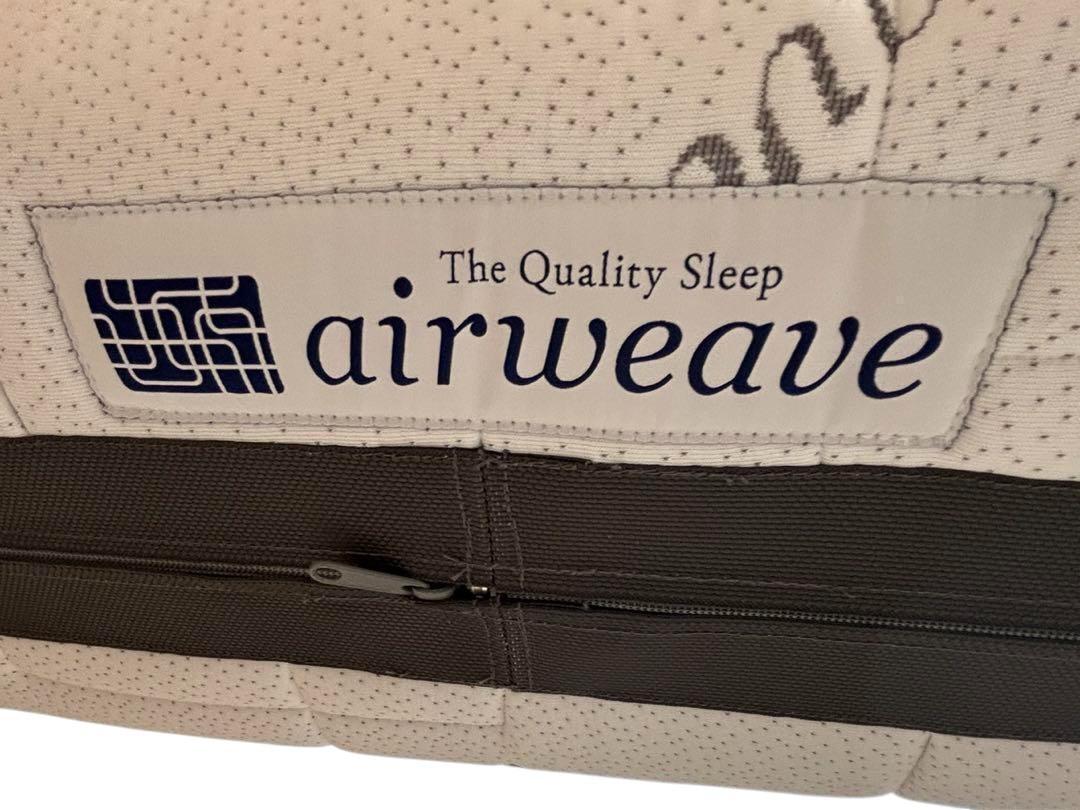 The Quality Sleep
airweave